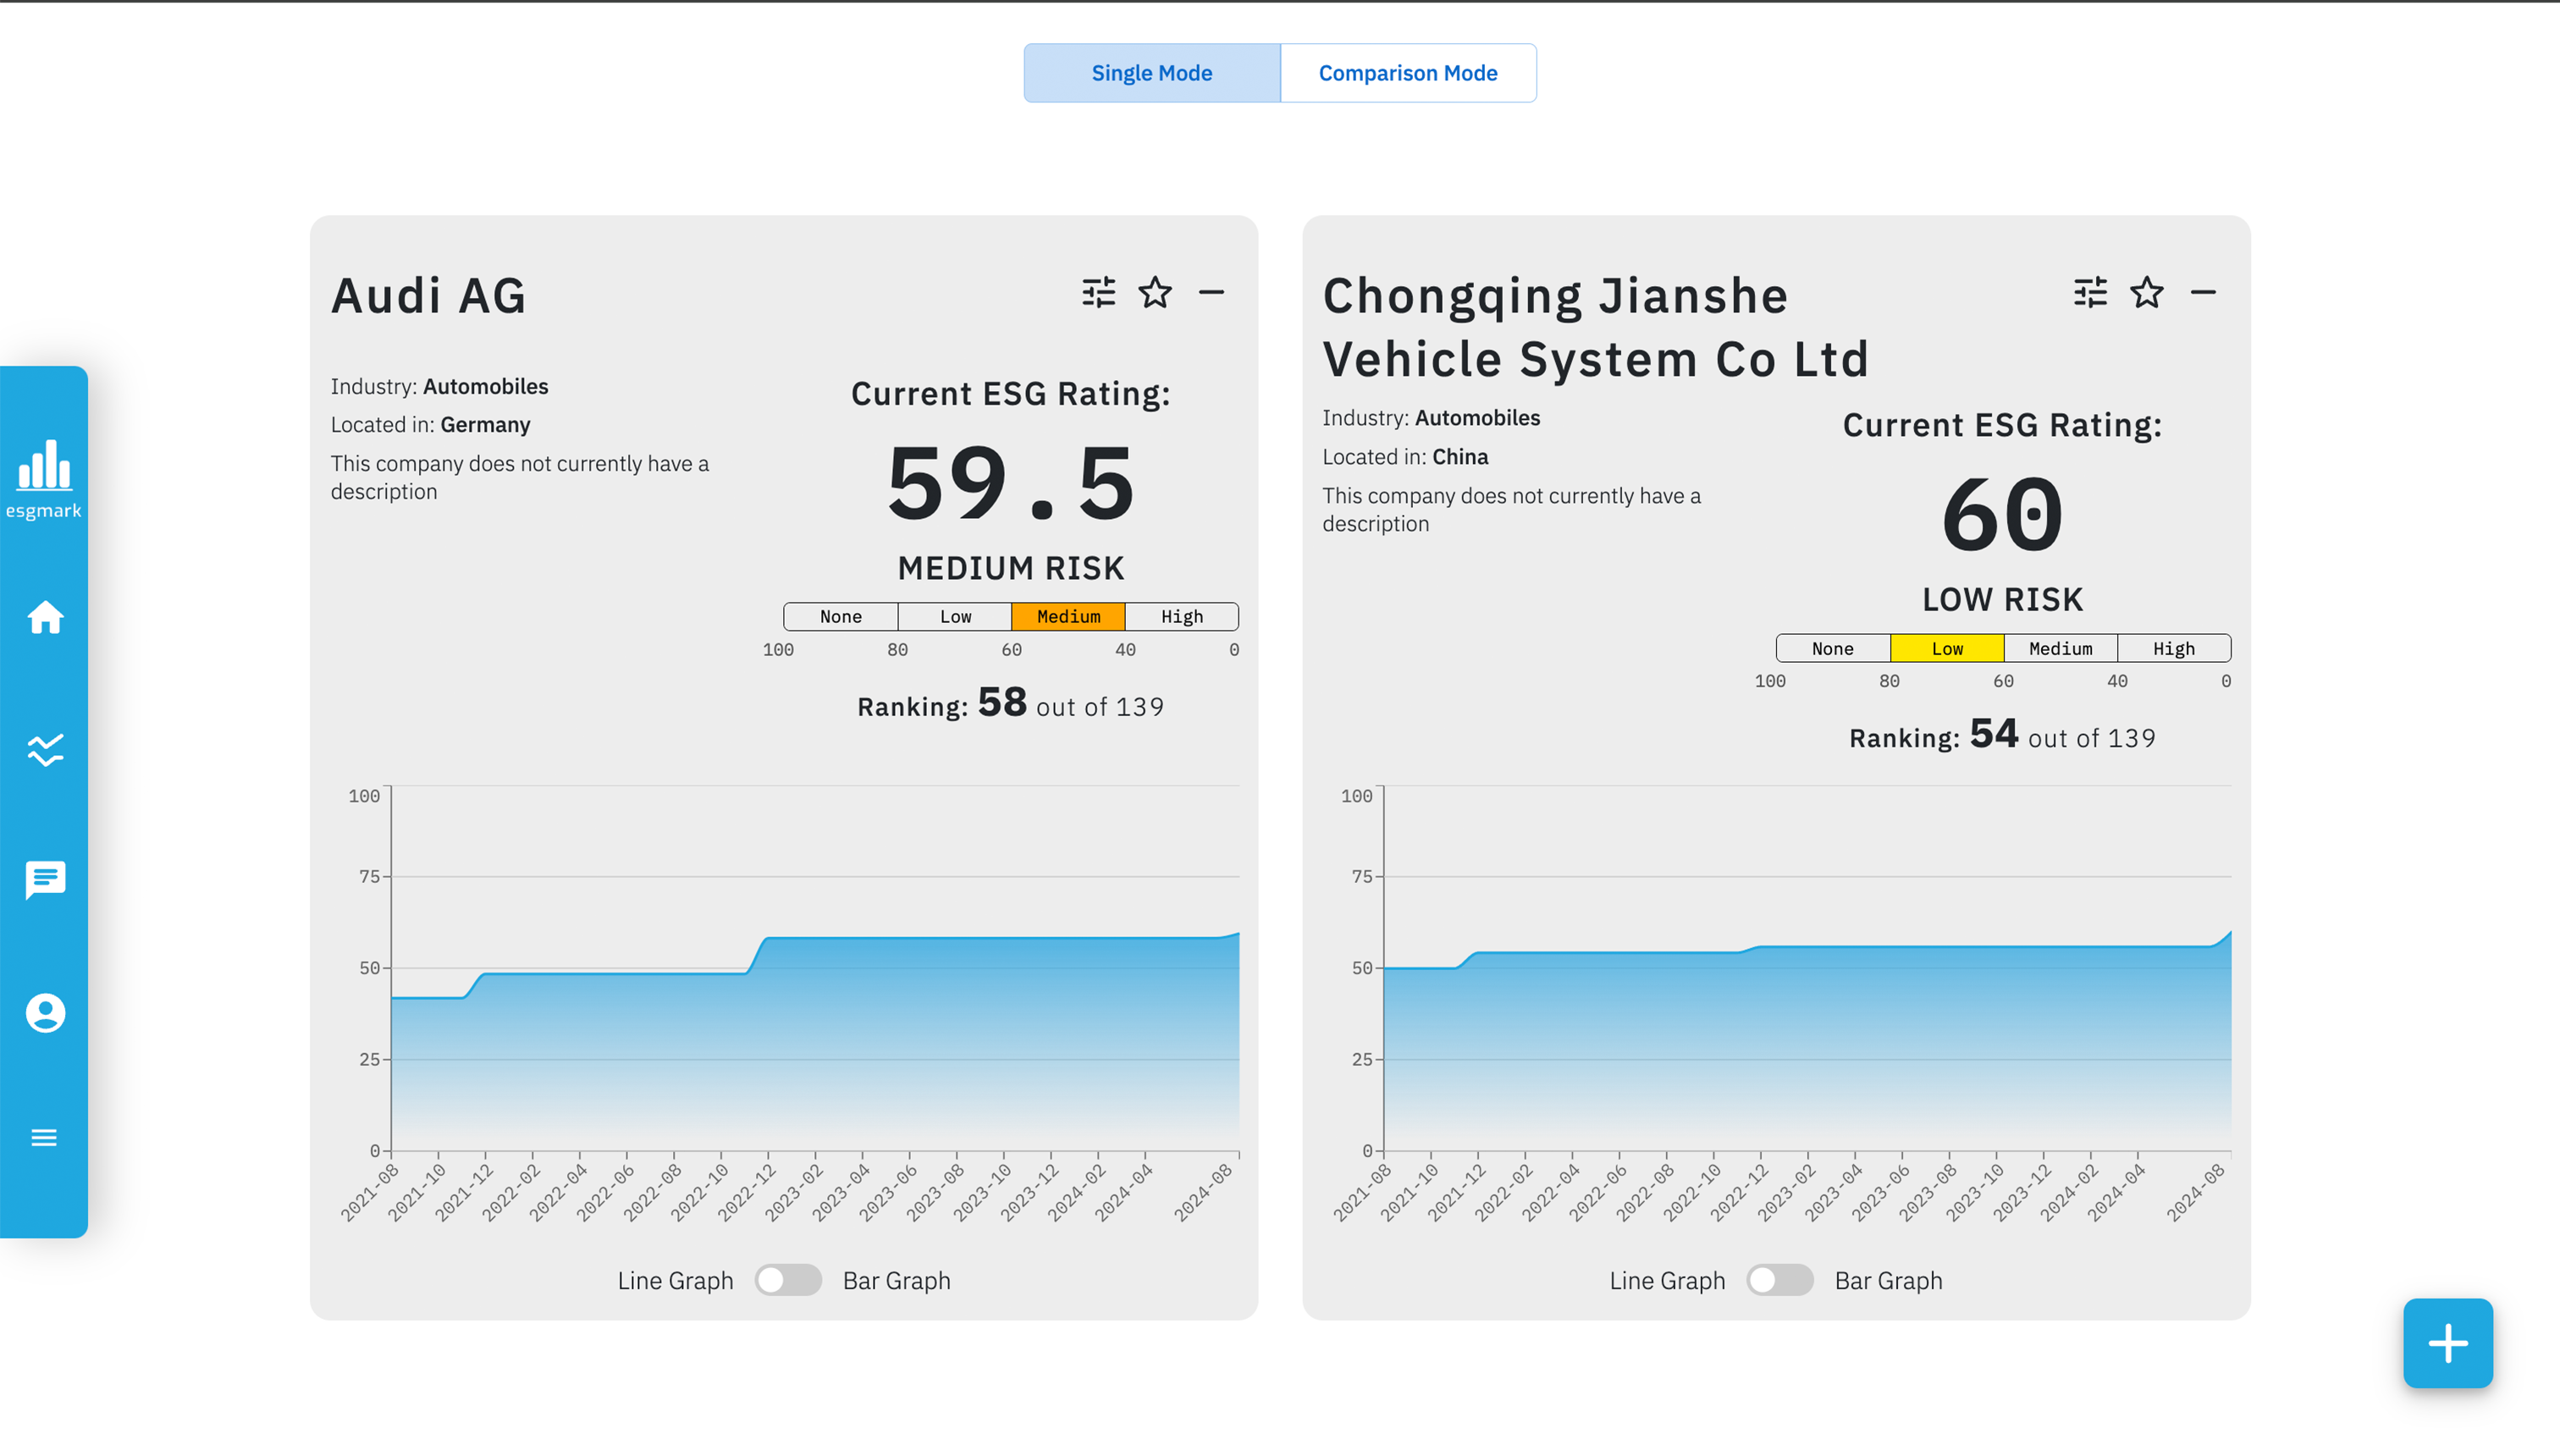 Single Mode
Comparison Mode
esgmark
Audi AG
Industry: Automobiles
Located in: Germany
This company does not currently have a
description
Current ESG Rating:
59.5
MEDIUM RISK
None Low Medium High
100 80 60 40 0
Ranking: 58 out of 139
100
75
50
25
0
2021-08 2021-10 2021-12 2022-02 2022-04 2022-06 2022-08 2022-10 2022-12 2023-02 2023-04 2023-06 2023-08 2023-10 2023-12 2024-02 2024-04 2024-08
Line Graph Bar Graph
Chongqing Jianshe
Vehicle System Co Ltd
Industry: Automobiles
Located in: China
This company does not currently have a
description
Current ESG Rating:
60
LOW RISK
None Low Medium High
100 80 60 40 0
Ranking: 54 out of 139
100
75
50
25
0
2021-08 2021-10 2021-12 2022-02 2022-04 2022-06 2022-08 2022-10 2022-12 2023-02 2023-04 2023-06 2023-08 2023-10 2023-12 2024-02 2024-04 2024-08
Line Graph Bar Graph